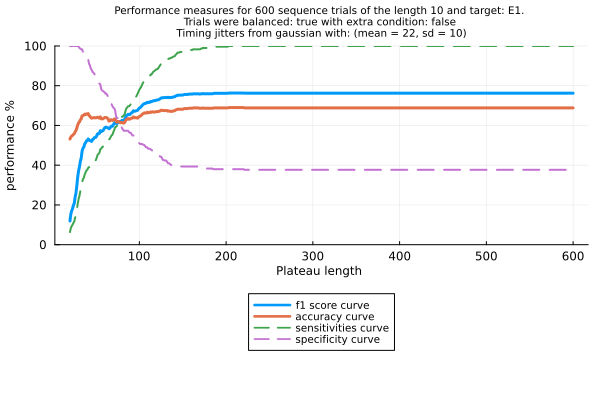 Performance measures for 600 sequence trials of the length 10 and target: E1.
Trials were balanced: true with extra condition: false
Timing jitters from gaussian with: (mean = 22, sd = 10)
100
80
60
40
20
0
performance %
100 200 300 400 500 600
Plateau length
f1 score curve
accuracy curve
sensitivities curve
specificity curve